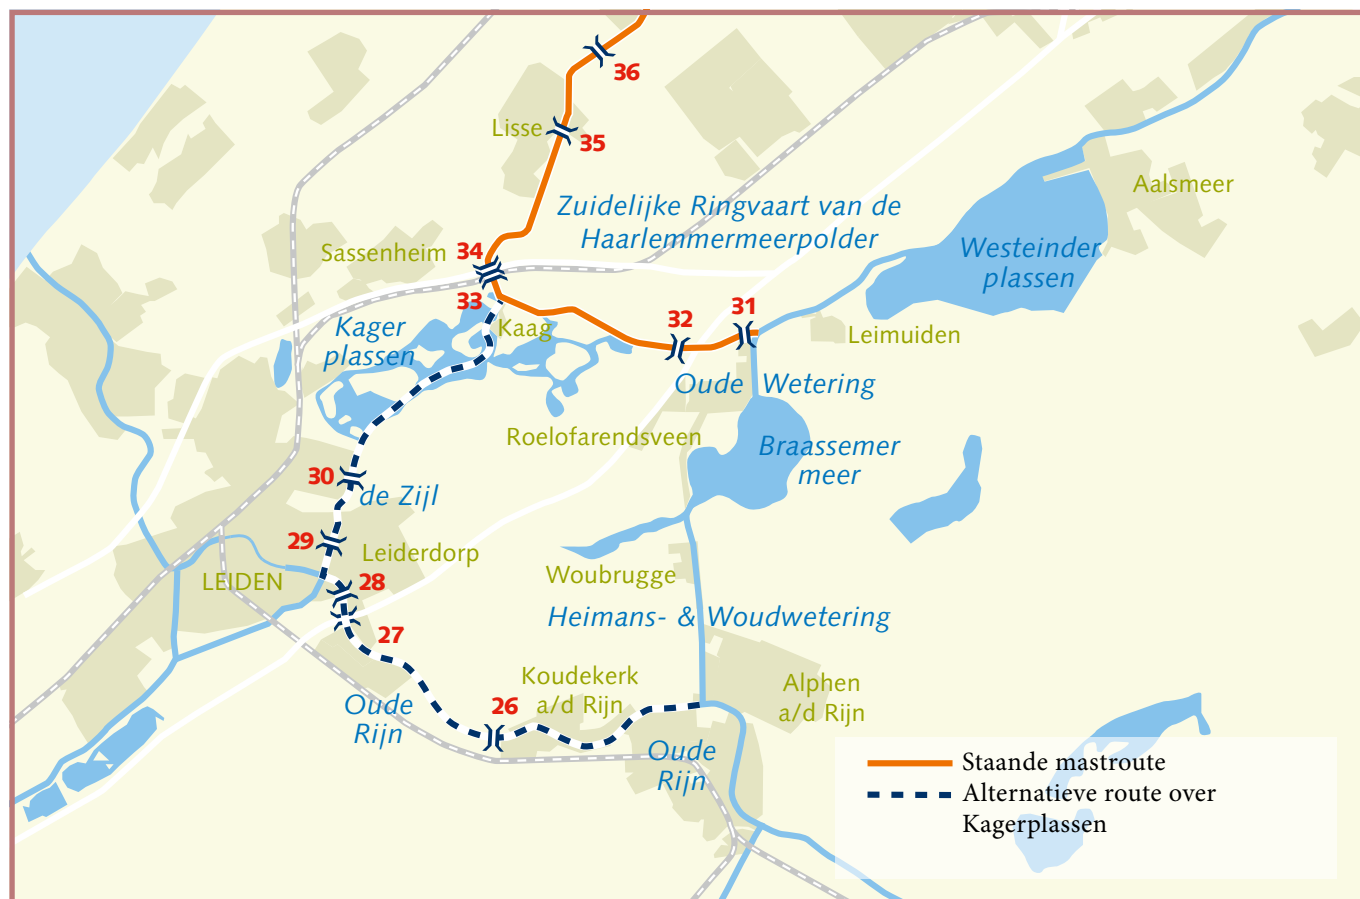 36
Lisse
35
Aalsmeer
Zuidelijke Ringvaart van de
Haarlemmermeerpolder
Sassenheim
34
Westeinder
plassen
33
Kager
plassen
Kaag
32
31
Leimuiden
Oude Wetering
Roelofarendsveen
Braassemer
meer
30
de Zijl
29
Leiderdorp
LEIDEN
28
Woubrugge
Heimans- & Woudwetering
27
Koudekerk
a/d Rijn
Alphen
a/d Rijn
Oude
Rijn
26
Oude
Rijn
Staande mastroute
Alternatieve route over
Kagerplassen